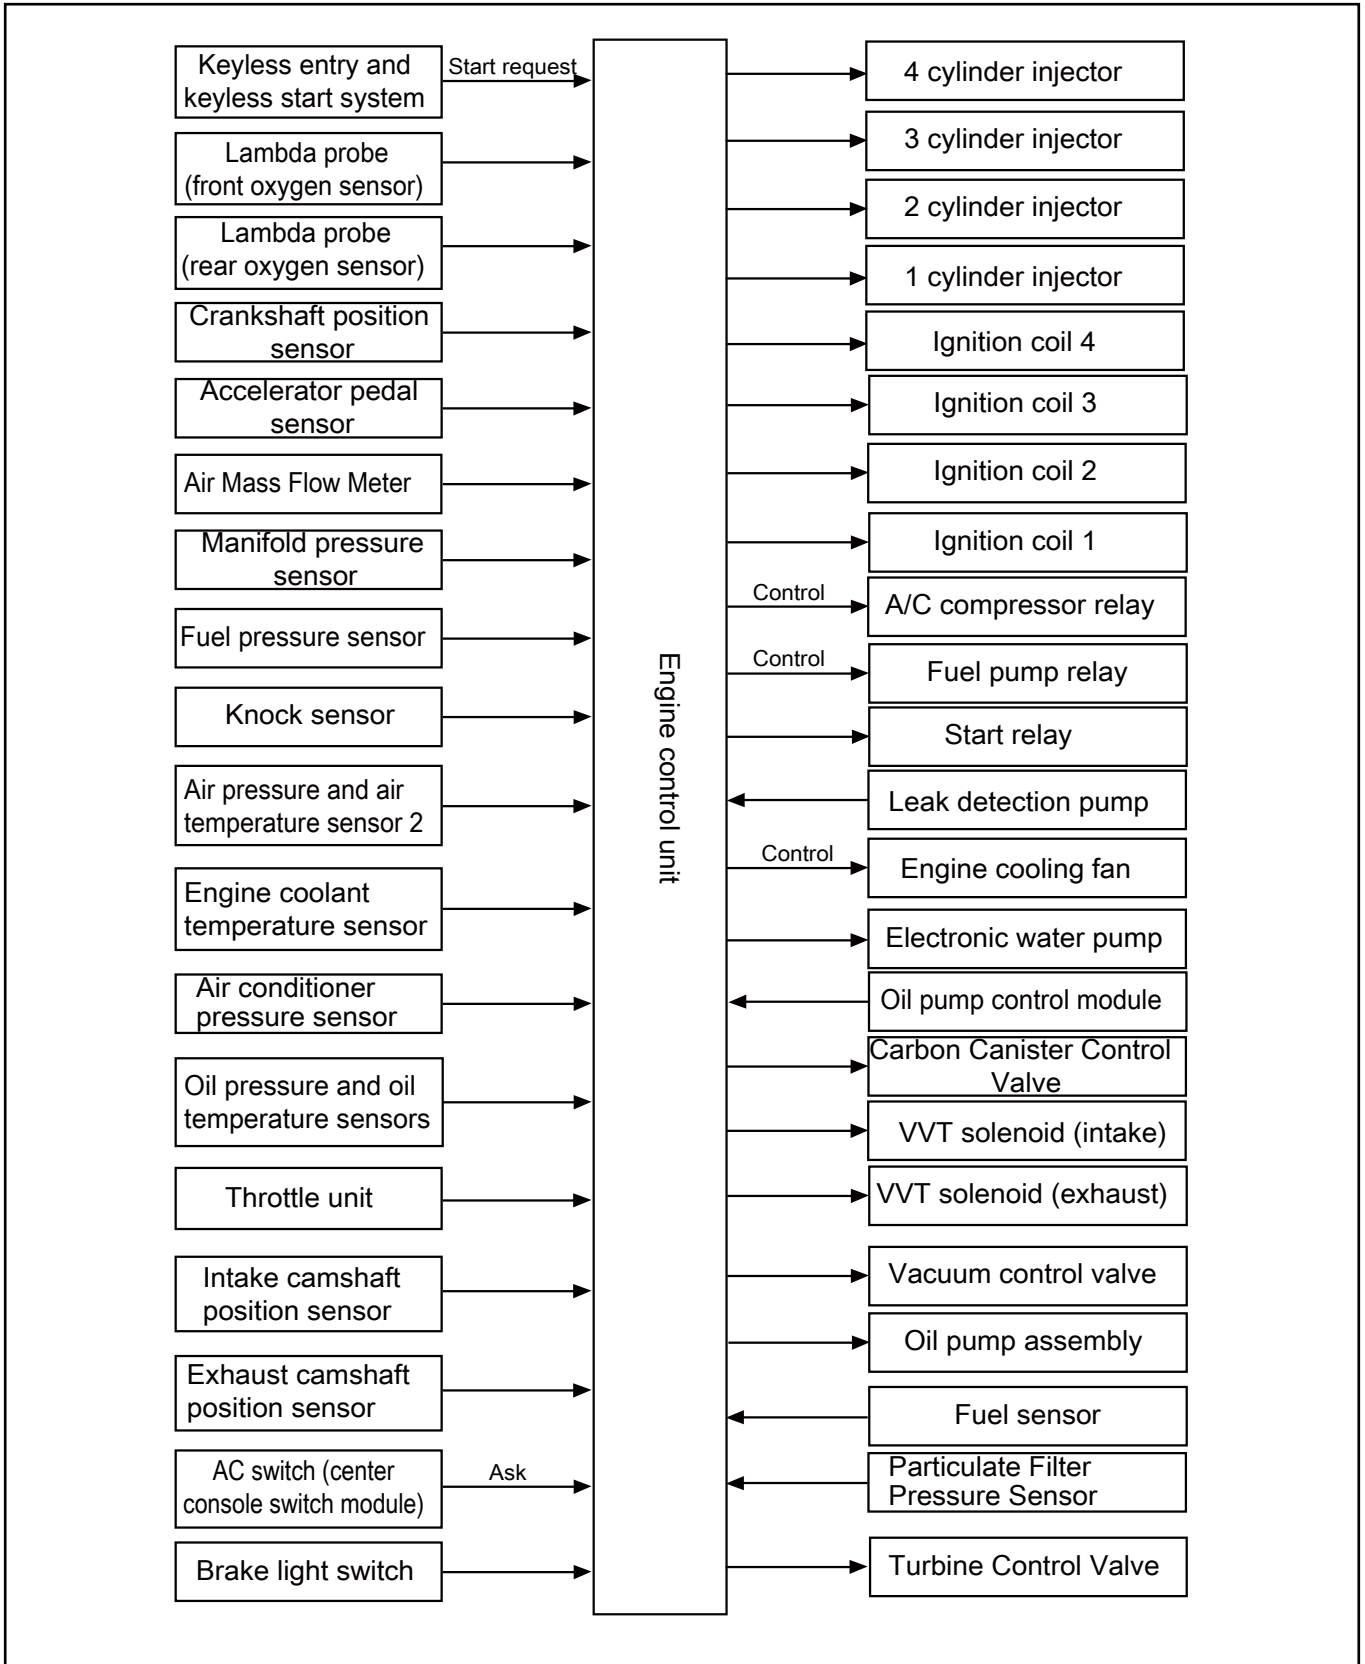 Keyless entry and
keyless start system
Start request
Lambda probe
(front oxygen sensor)
Lambda probe
(rear oxygen sensor)
Crankshaft position
sensor
Accelerator pedal
sensor
Air Mass Flow Meter
Manifold pressure
sensor
Fuel pressure sensor
Knock sensor
Air pressure and air
temperature sensor 2
Engine coolant
temperature sensor
Air conditioner
pressure sensor
Oil pressure and oil
temperature sensors
Throttle unit
Intake camshaft
position sensor
Exhaust camshaft
position sensor
AC switch (center
console switch module)
Ask
Brake light switch
Engine control unit
4 cylinder injector
3 cylinder injector
2 cylinder injector
1 cylinder injector
Ignition coil 4
Ignition coil 3
Ignition coil 2
Ignition coil 1
Control
A/C compressor relay
Control
Fuel pump relay
Start relay
Leak detection pump
Control
Engine cooling fan
Electronic water pump
Oil pump control module
Carbon Canister Control
Valve
VVT solenoid (intake)
VVT solenoid (exhaust)
Vacuum control valve
Oil pump assembly
Fuel sensor
Particulate Filter
Pressure Sensor
Turbine Control Valve